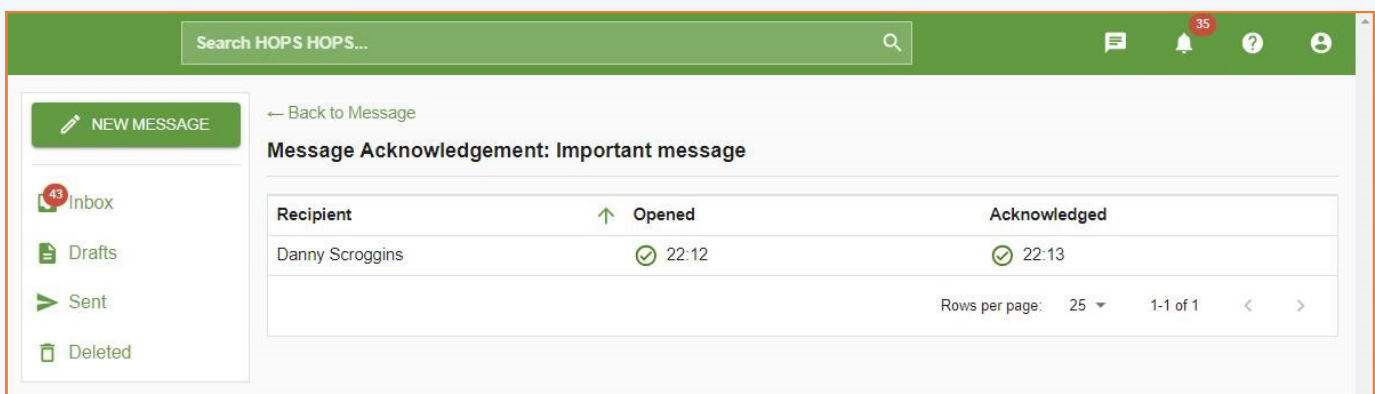 Search HOPS HOPS...
35
NEW MESSAGE
43
Inbox
Drafts
Sent
Deleted
← Back to Message
Message Acknowledgement: Important message
Recipient ↑ Opened Acknowledged
Danny Scroggins 22:12 22:13
Rows per page: 25 1-1 of 1 < >